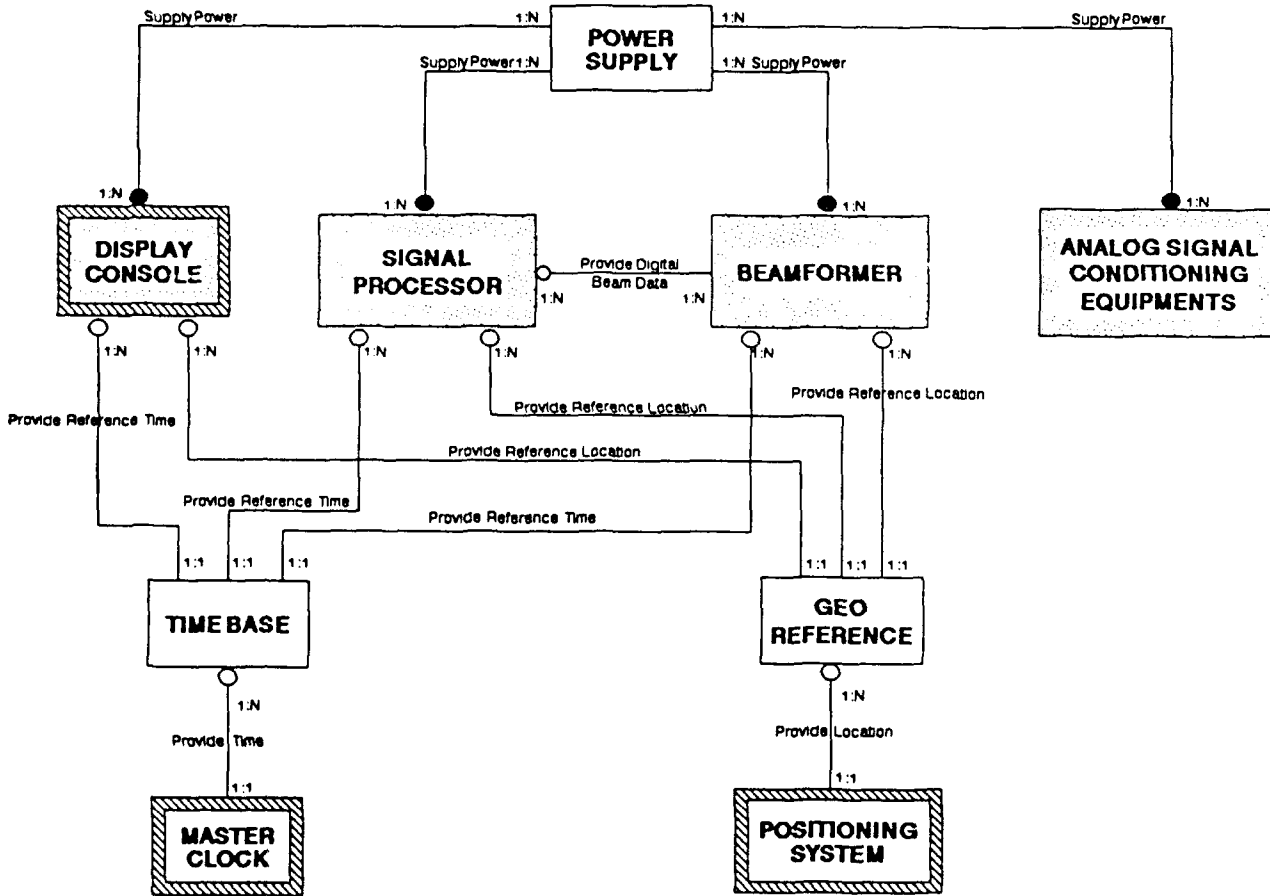 Supply Power 1:N
POWER
SUPPLY
1:N Supply Power
Supply Power 1:N
1:N Supply Power
1:N
1:N
1:N
1:N
DISPLAY
CONSOLE
SIGNAL
PROCESSOR
Provide Digital
Beam Data
1:N
1:N
BEAMFORMER
ANALOG SIGNAL
CONDITIONING
EQUIPMENTS
1:N
1:N
1:N
1:N
1:N
1:N
Provide Reference Time
Provide Reference Location
Provide Reference Location
Provide Reference Location
Provide Reference Time
Provide Reference Time
1:1
1:1
1:1
1:1
1:1
1:1
TIME BASE
GEO
REFERENCE
1:N
1:N
Provide Time
Provide Location
1:1
1:1
MASTER
CLOCK
POSITIONING
SYSTEM